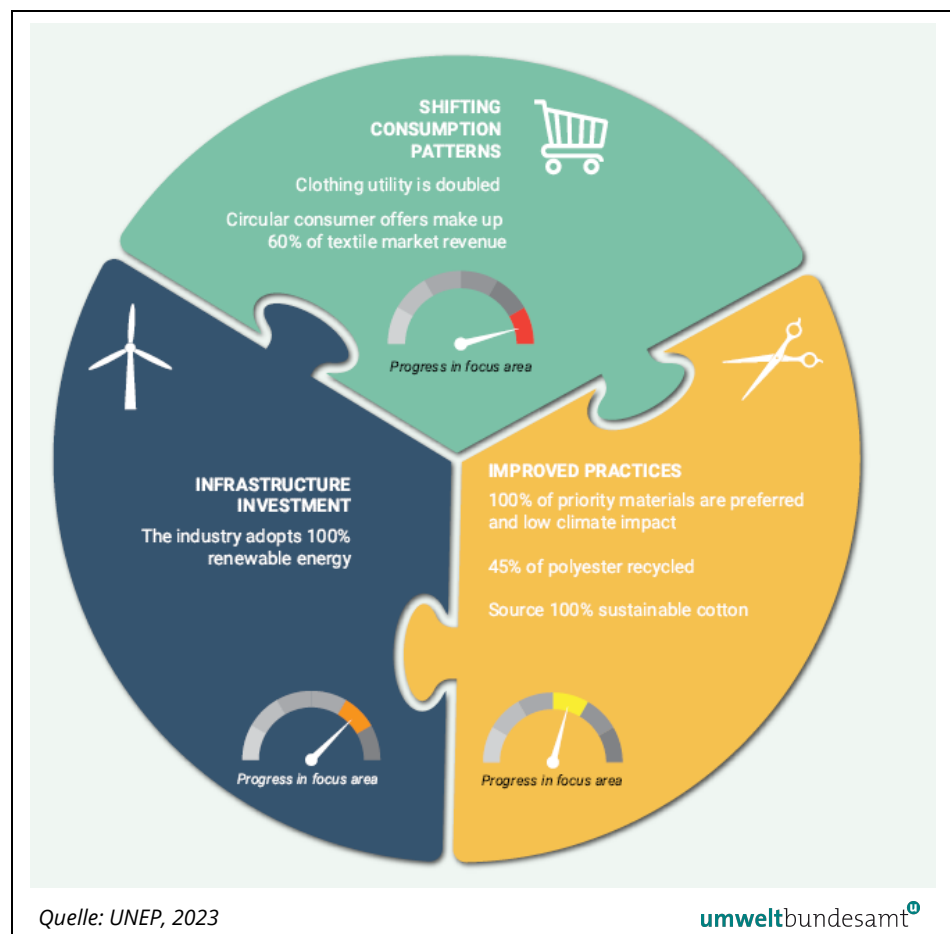 SHIFTING
CONSUMPTION
PATTERNS
Clothing utility is doubled
Circular consumer offers make up
60% of textile market revenue
Progress in focus area
INFRASTRUCTURE
INVESTMENT
The industry adopts 100%
renewable energy
Progress in focus area
IMPROVED PRACTICES
100% of priority materials are preferred
and low climate impact
45% of polyester recycled
Source 100% sustainable cotton
Progress in focus area
Quelle: UNEP, 2023
umweltbundesamt u